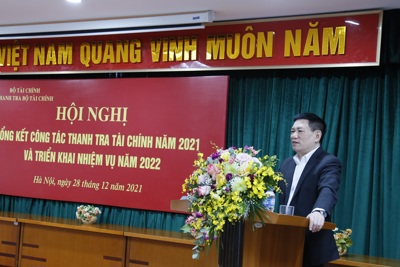 VIỆT NAM QUANG VINH MUÔN NĂM
BỘ TÀI CHÍNH
THANH TRA BỘ TÀI CHÍNH
HỘI NGHỊ
TỔNG KẾT CÔNG TÁC THANH TRA TÀI CHÍNH NĂM 2021
VÀ TRIỂN KHAI NHIỆM VỤ NĂM 2022
Hà Nội, ngày 28 tháng 12 năm 2021